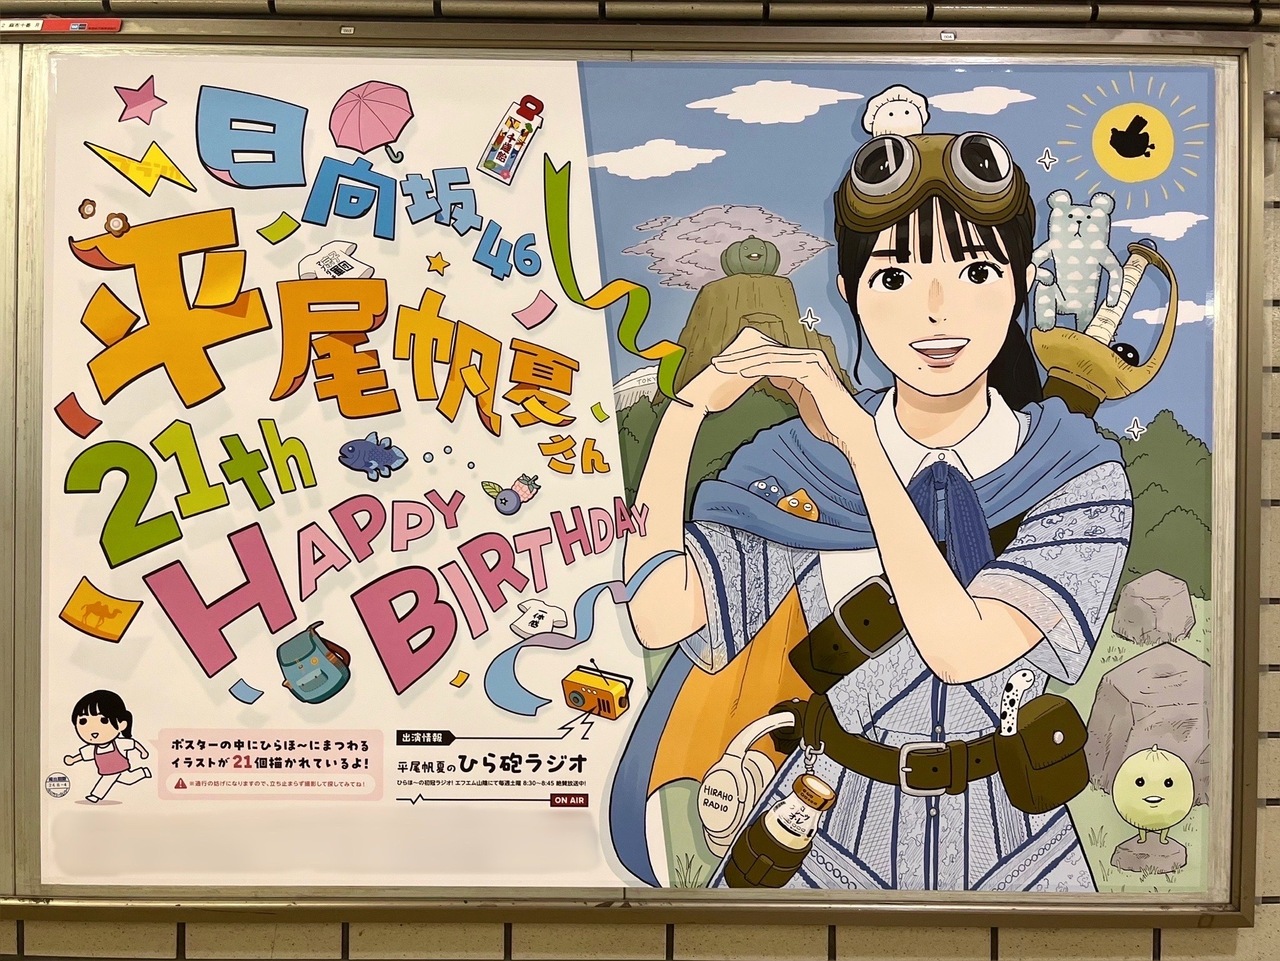 日向坂46
平尾帆夏
さん
21th
HAPPY
BIRTHDAY
千歳飴
TOKYO
ポスターの中にひらほ〜にまつわる
イラストが21個描かれているよ!
※通行の妨げになりますので、立ち止まらず撮影して探してみてね!
出演情報
平尾帆夏のひら砲ラジオ
ひらほーの初冠ラジオ! エフエム山陰にて毎週土曜 8:30〜8:45 絶賛放送中!
ON AIR
HIRAHO
RADIO